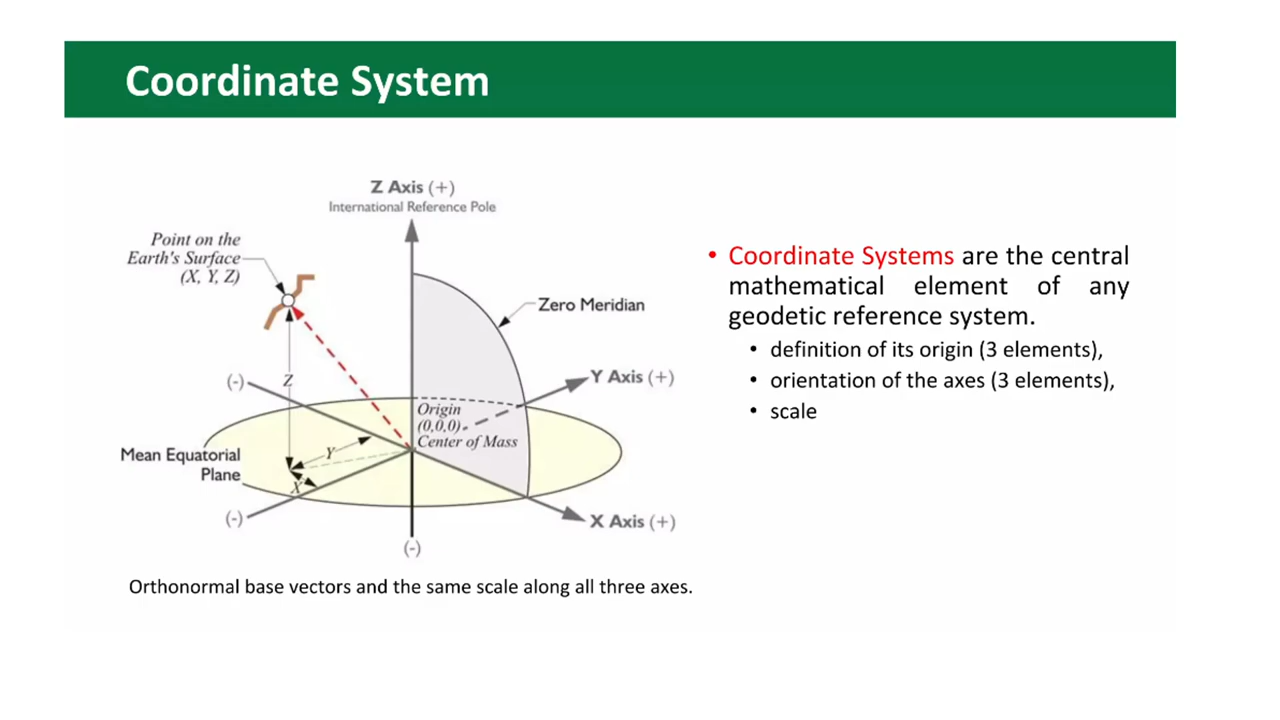 Coordinate System
Z Axis (+)
International Reference Pole
Point on the
Earth's Surface
(X, Y, Z)
Zero Meridian
(-)
Z
Y Axis (+)
Origin
(0,0,0)
Center of Mass
Mean Equatorial
Plane
Y
X
(-)
X Axis (+)
(-)
Orthonormal base vectors and the same scale along all three axes.
• Coordinate Systems are the central
mathematical element of any
geodetic reference system.
• definition of its origin (3 elements),
• orientation of the axes (3 elements),
• scale